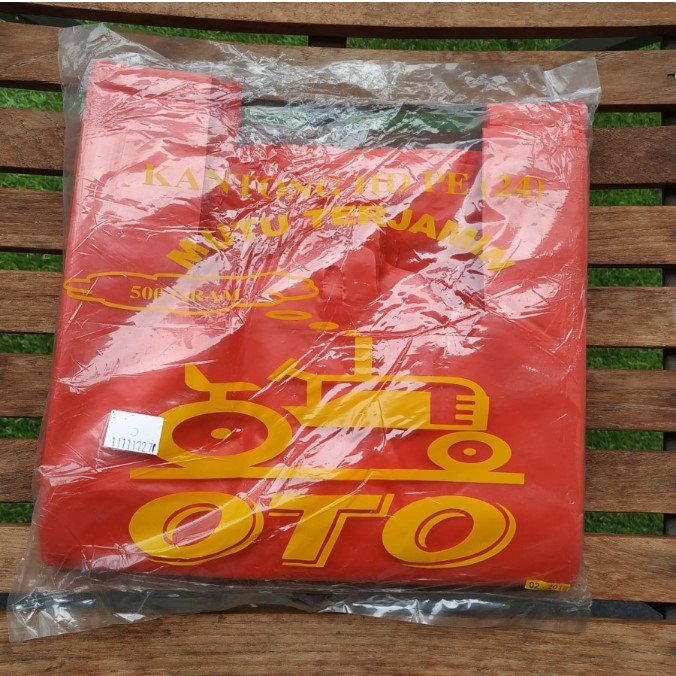 KANTONG HD PE (24)
MUTU TERJAMIN
500 GRAM
OTO